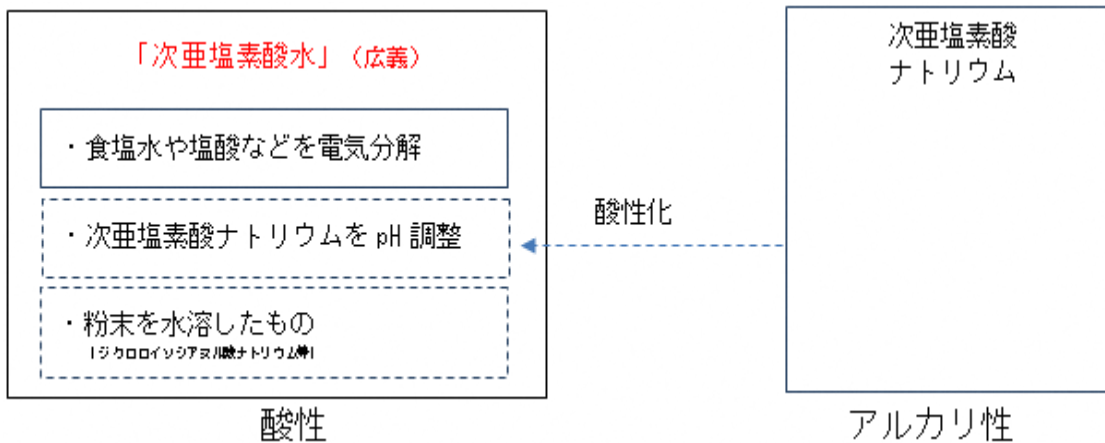 「次亜塩素酸水」（広義）
・食塩水や塩酸などを電気分解
・次亜塩素酸ナトリウムを pH 調整
・粉末を水溶したもの
（ジクロロイソシアヌル酸ナトリウム等）
酸性
酸性化
次亜塩素酸
ナトリウム
アルカリ性